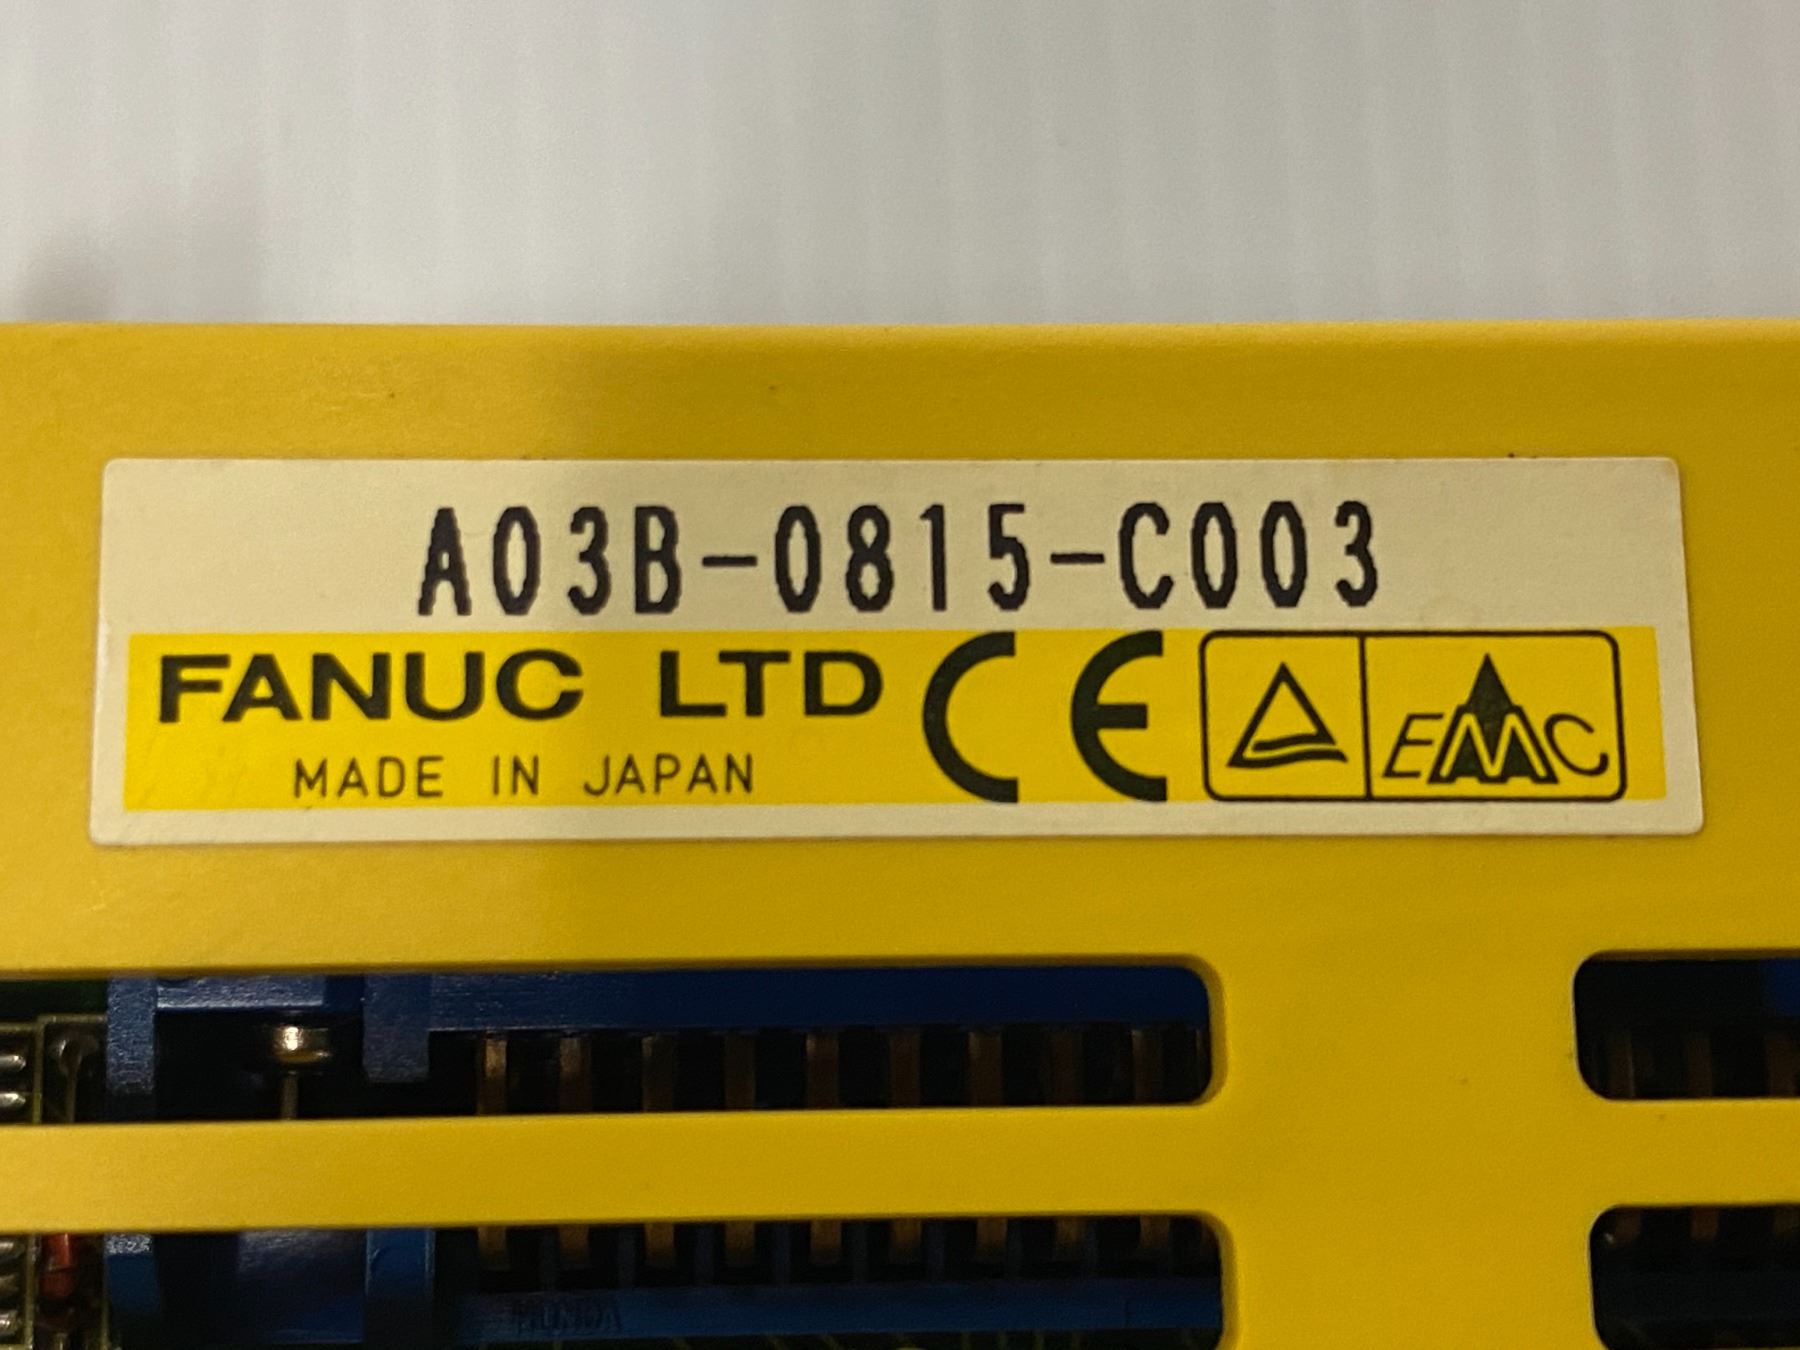 A03B-0815-C003
FANUC LTD CE EMC
MADE IN JAPAN